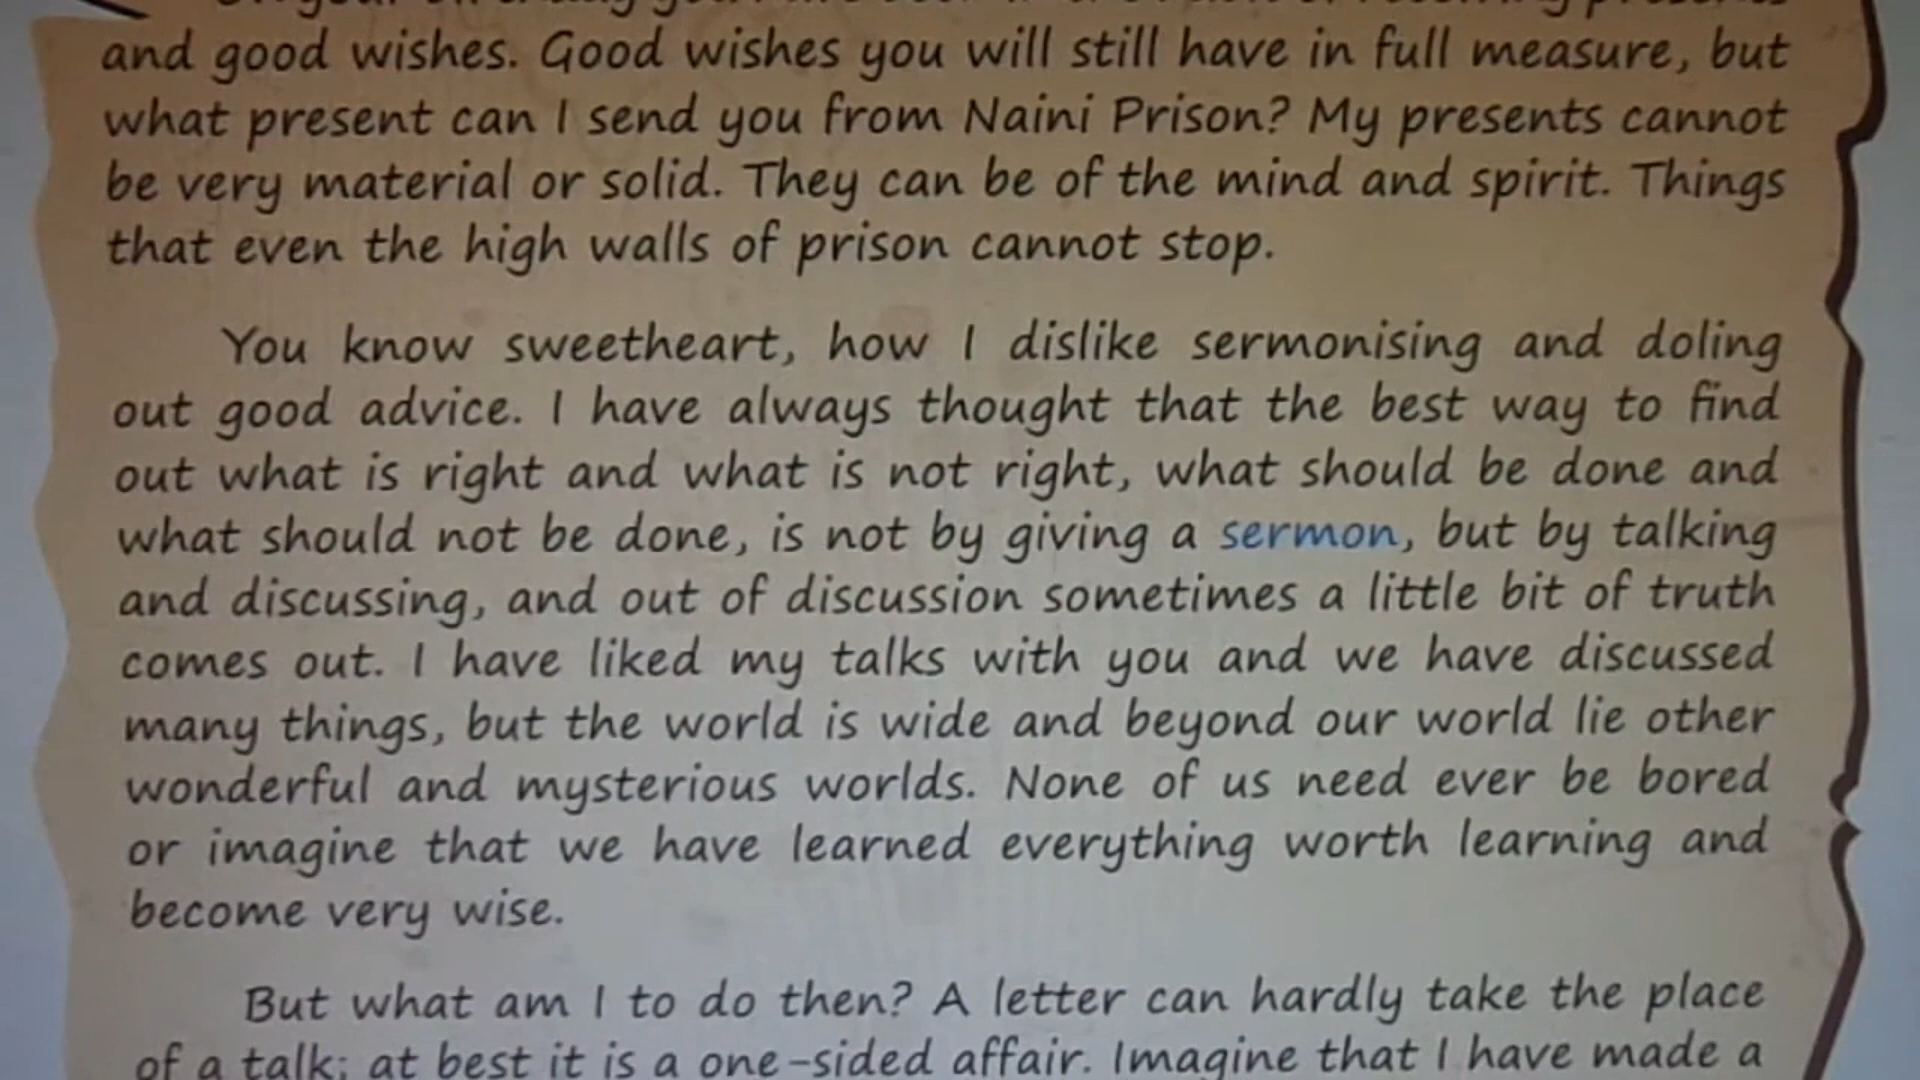 and good wishes. Good wishes you will still have in full measure, but
what present can I send you from Naini Prison? My presents cannot
be very material or solid. They can be of the mind and spirit. Things
that even the high walls of prison cannot stop.
You know sweetheart, how I dislike sermonising and doling
out good advice. I have always thought that the best way to find
out what is right and what is not right, what should be done and
what should not be done, is not by giving a sermon, but by talking
and discussing, and out of discussion sometimes a little bit of truth
comes out. I have liked my talks with you and we have discussed
many things, but the world is wide and beyond our world lie other
wonderful and mysterious worlds. None of us need ever be bored
or imagine that we have learned everything worth learning and
become very wise.
But what am I to do then? A letter can hardly take the place
of a talk; at best it is a one-sided affair. Imagine that I have made a